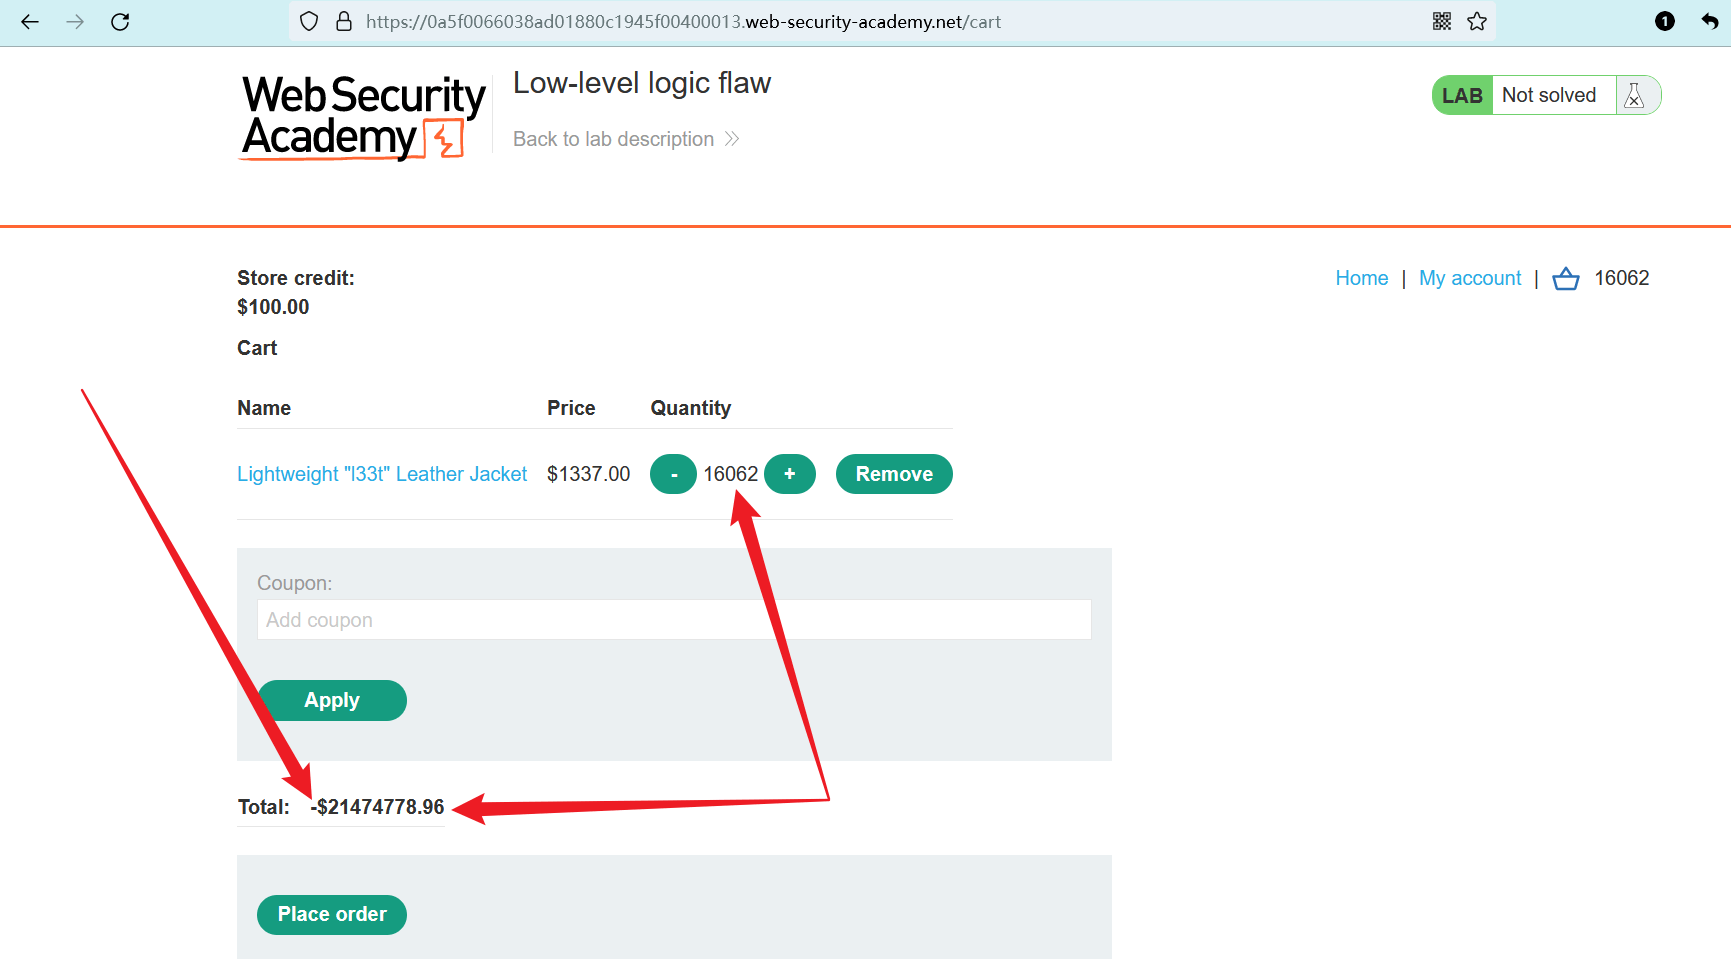 https://0a5f0066038ad01880c1945f00400013.web-security-academy.net/cart
1
Web Security
Academy
Low-level logic flaw
Back to lab description
LAB Not solved
Store credit:
$100.00
Home | My account | 16062
Cart
Name Price Quantity
Lightweight "l33t" Leather Jacket $1337.00 - 16062 + Remove
Coupon:
Add coupon
Apply
Total: -$21474778.96
Place order